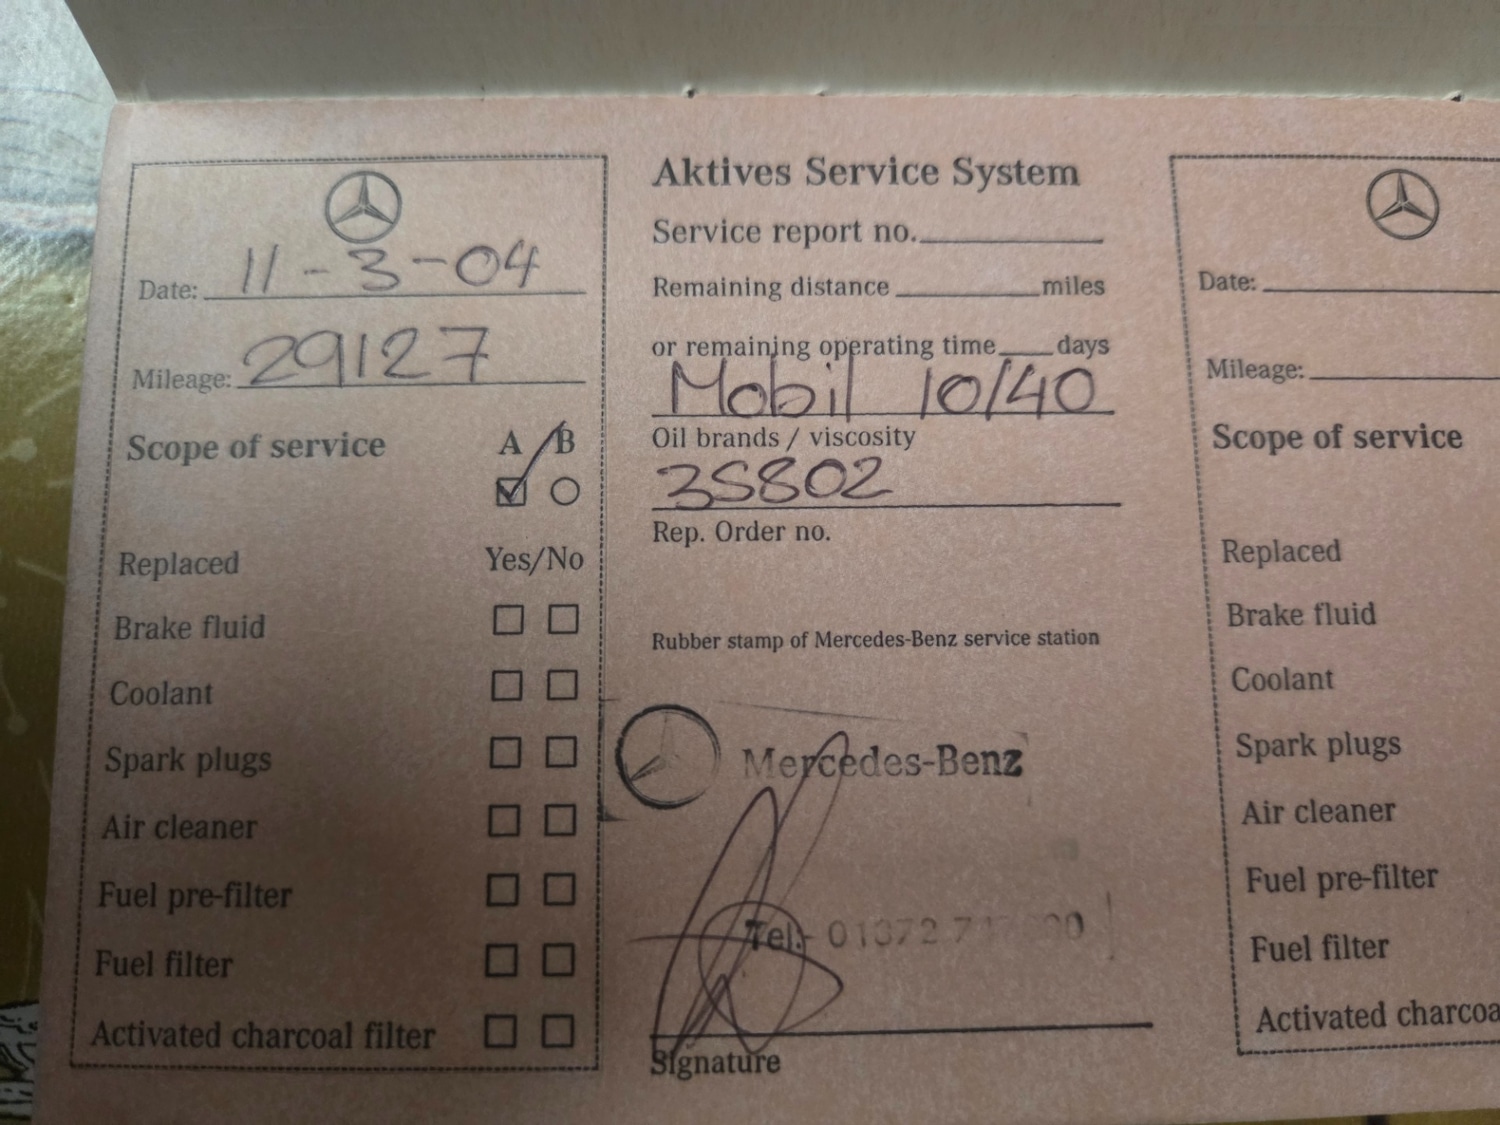 Date: 11-3-04
Mileage: 29127
Scope of service A B
Replaced Yes/No
Brake fluid
Coolant
Spark plugs
Air cleaner
Fuel pre-filter
Fuel filter
Activated charcoal filter
Aktives Service System
Service report no.
Remaining distance miles
or remaining operating time days
Mobil 10/40
Oil brands / viscosity
35802
Rep. Order no.
Rubber stamp of Mercedes-Benz service station
Mercedes-Benz
Tel:- 01372
Signature
Date:
Mileage:
Scope of service
Replaced
Brake fluid
Coolant
Spark plugs
Air cleaner
Fuel pre-filter
Fuel filter
Activated charcoa